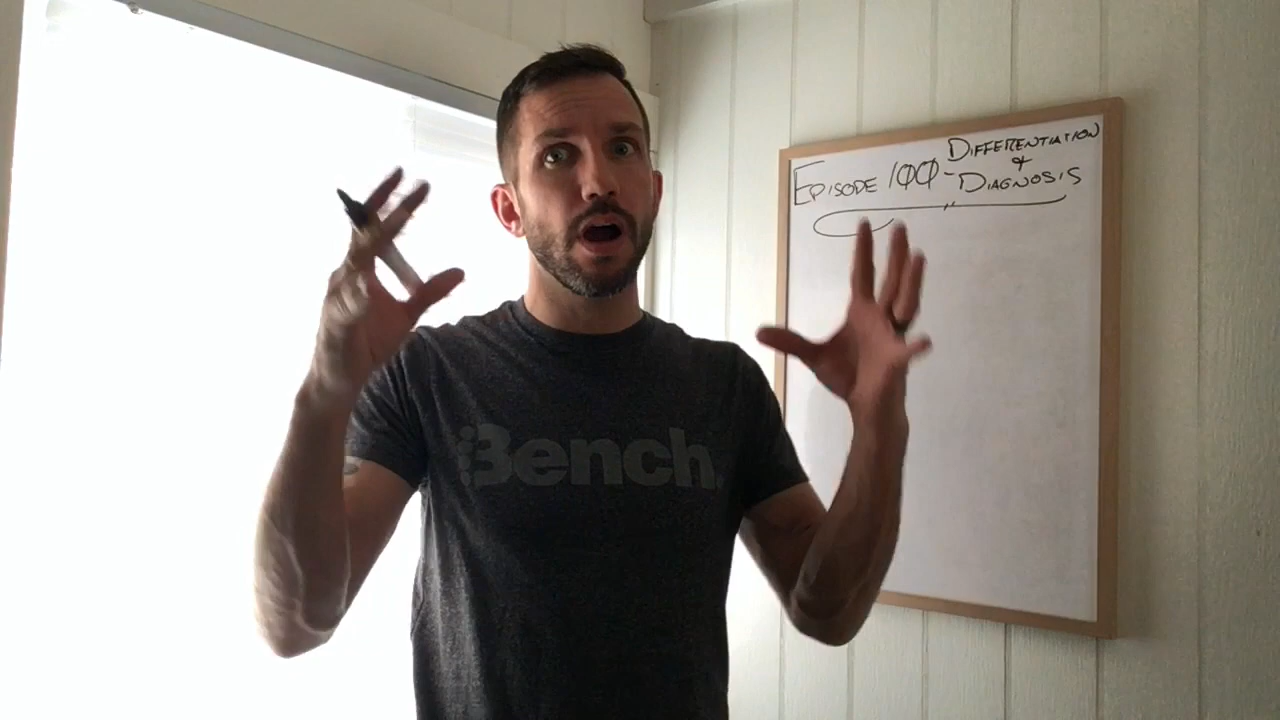 EPISODE 100 - DIFFERENTIATION
& DIAGNOSIS
Bench.